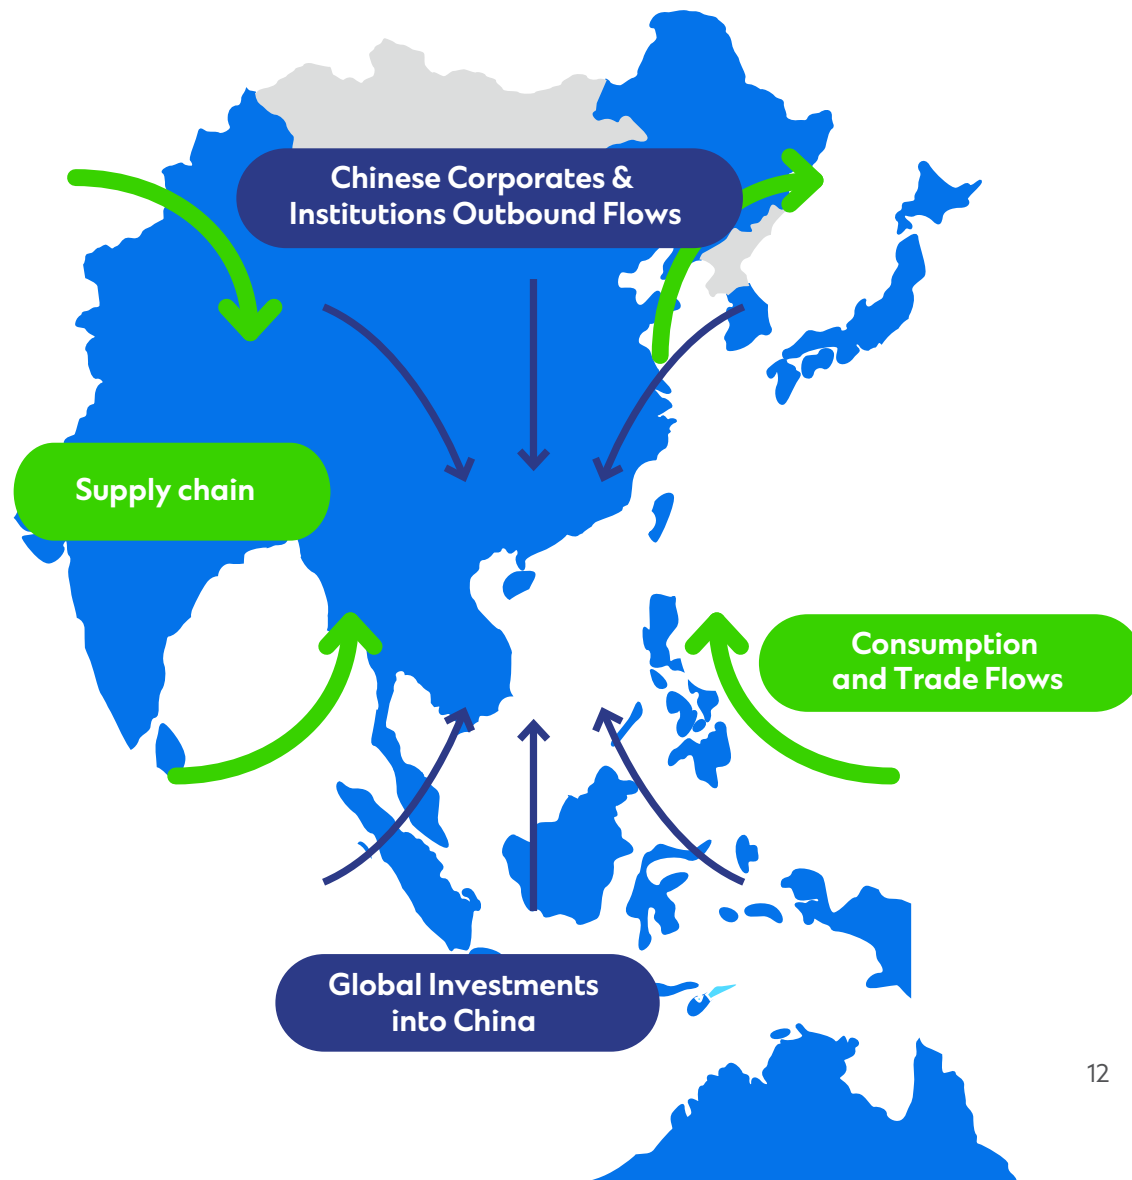 Chinese Corporates &
Institutions Outbound Flows
Supply chain
Consumption
and Trade Flows
Global Investments
into China
12